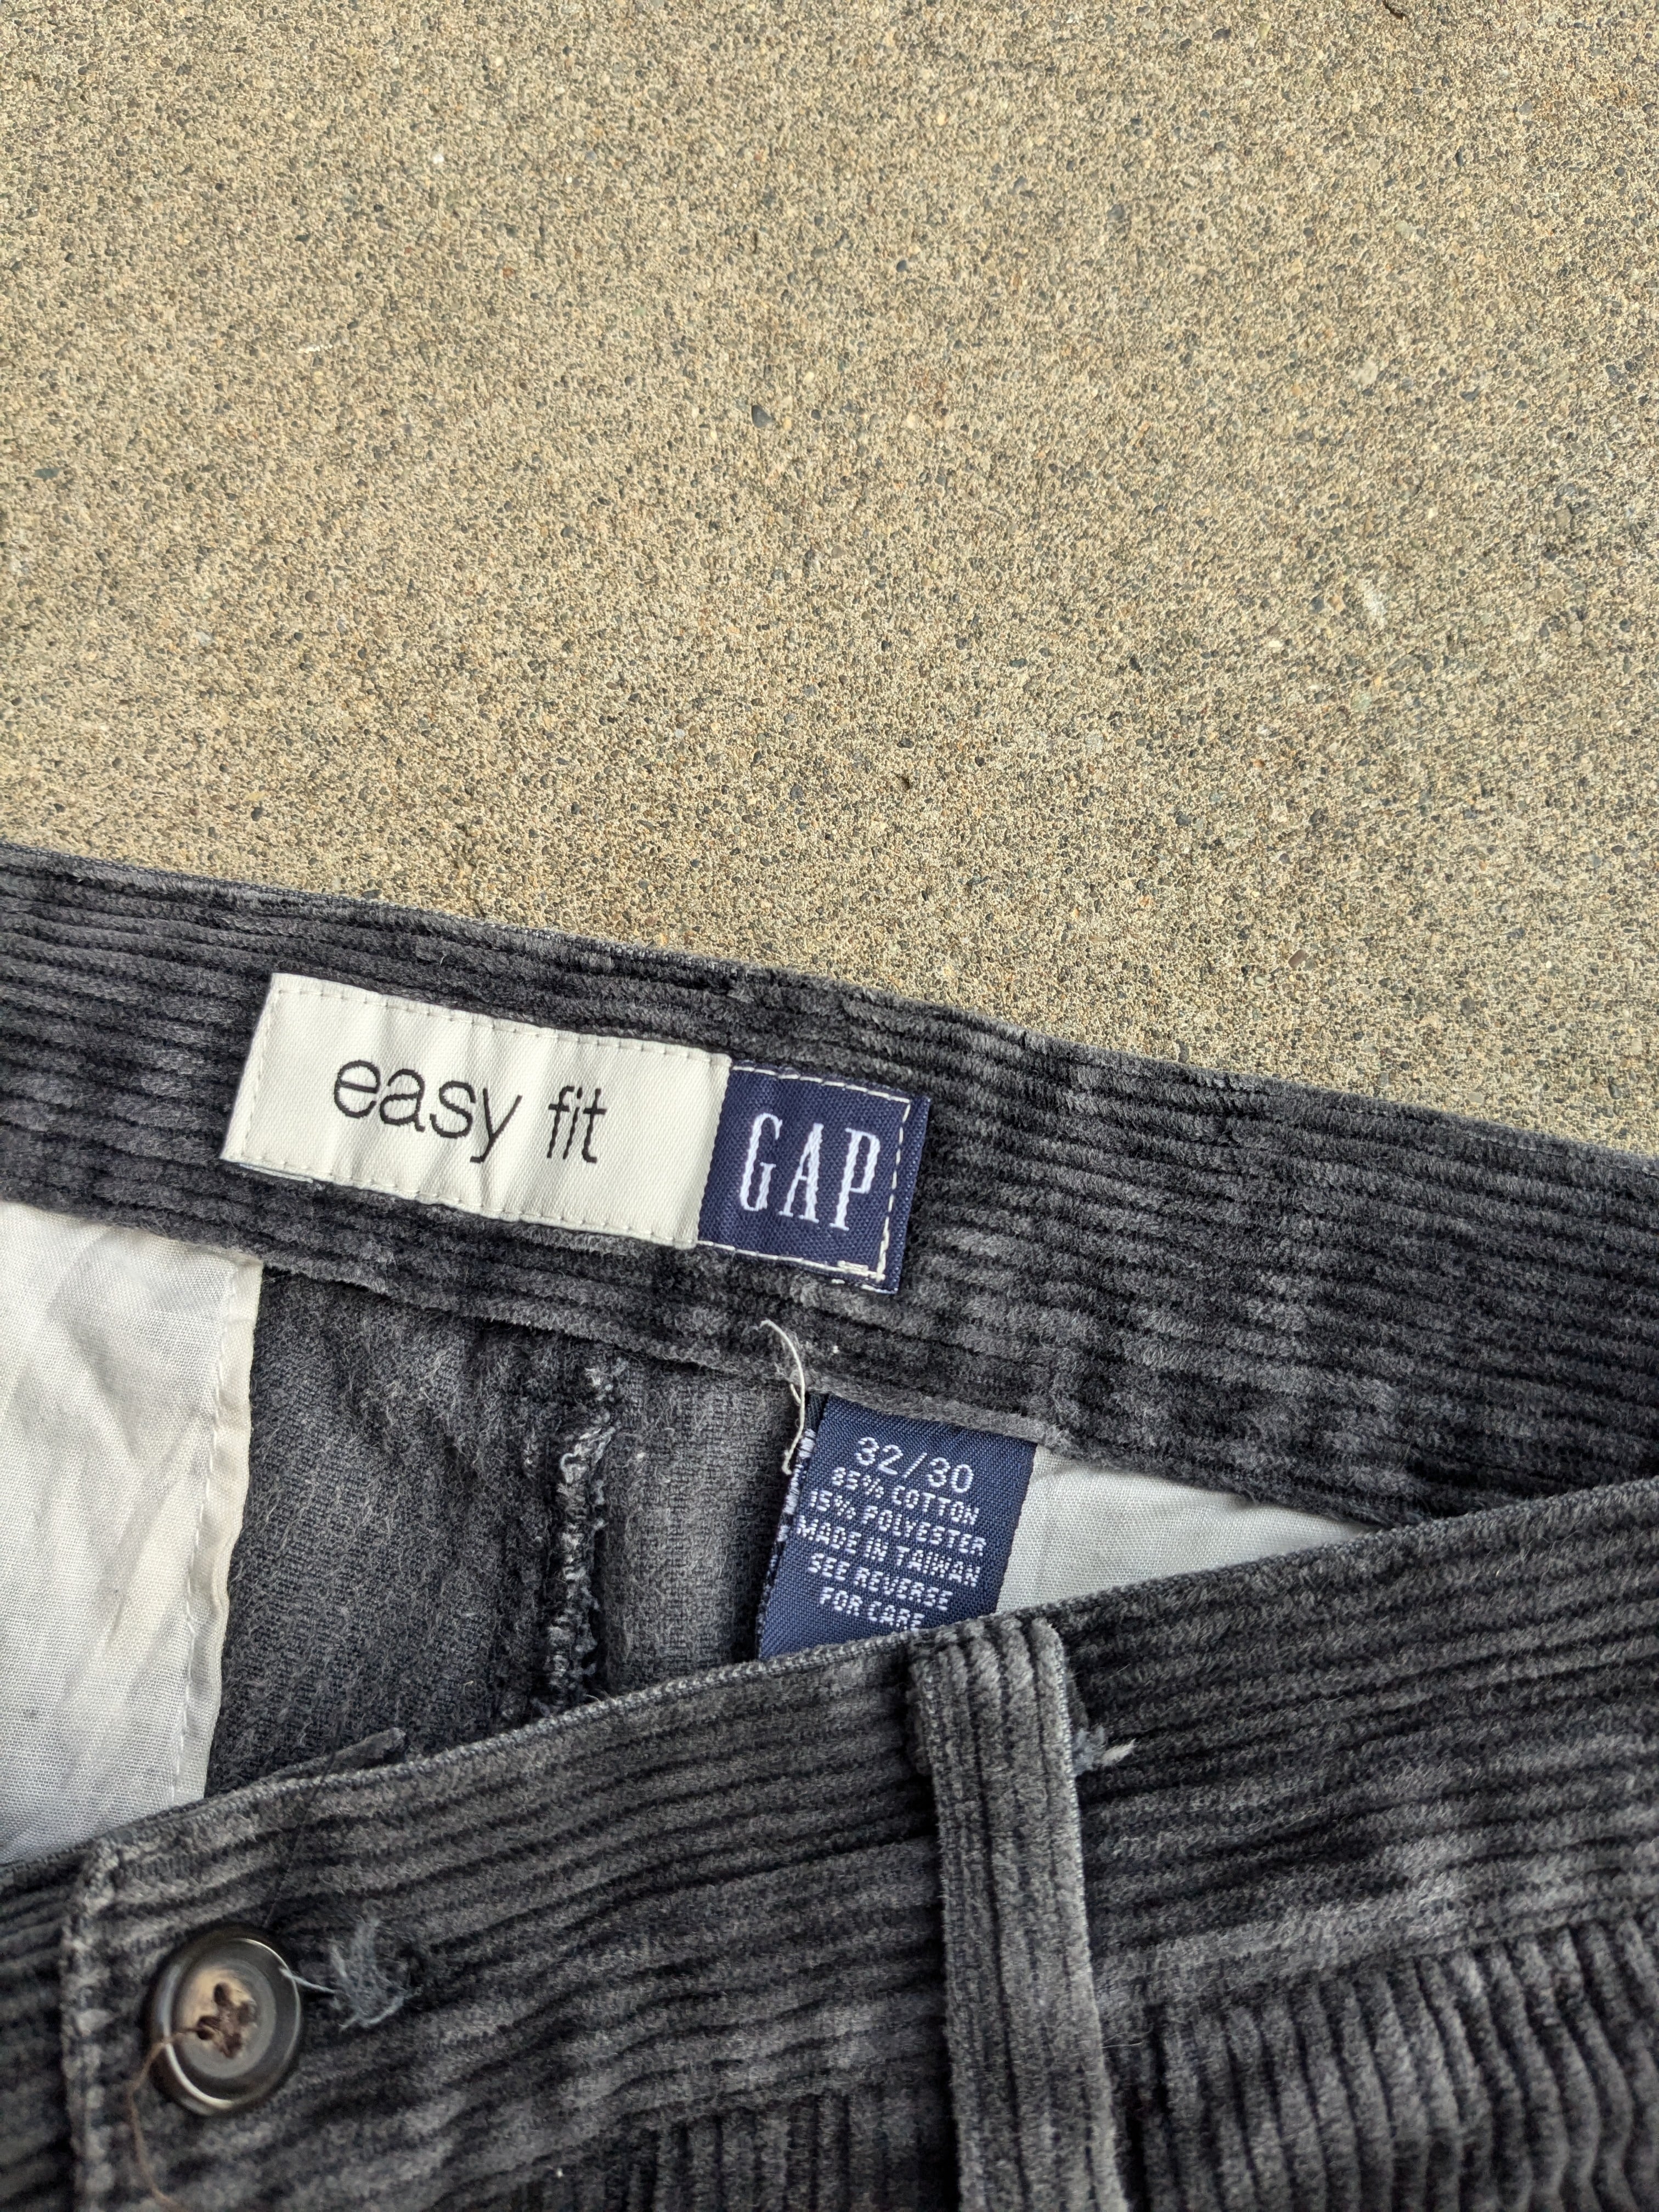 easy fit
GAP
32/30
85% COTTON
15% POLYESTER
MADE IN TAIWAN
SEE REVERSE
FOR CARE